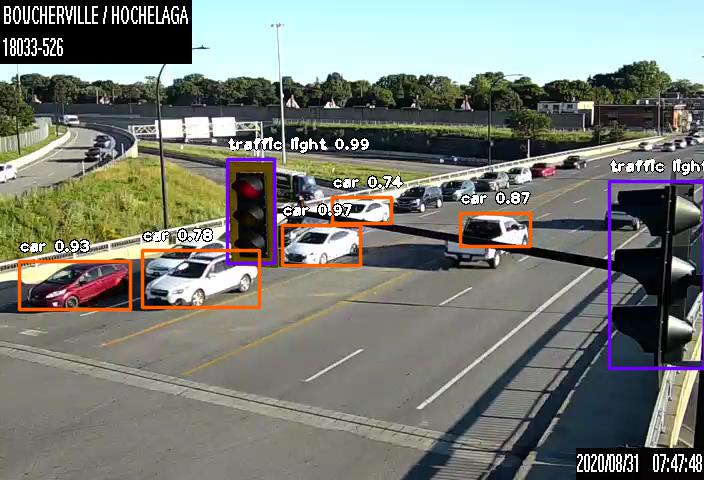 BOUCHERVILLE / HOCHELAGA
18033-526
traffic light 0.99
traffic light
car 0.74
car 0.87
car 0.97
car 0.78
car 0.93
2020/08/31 07:47:48